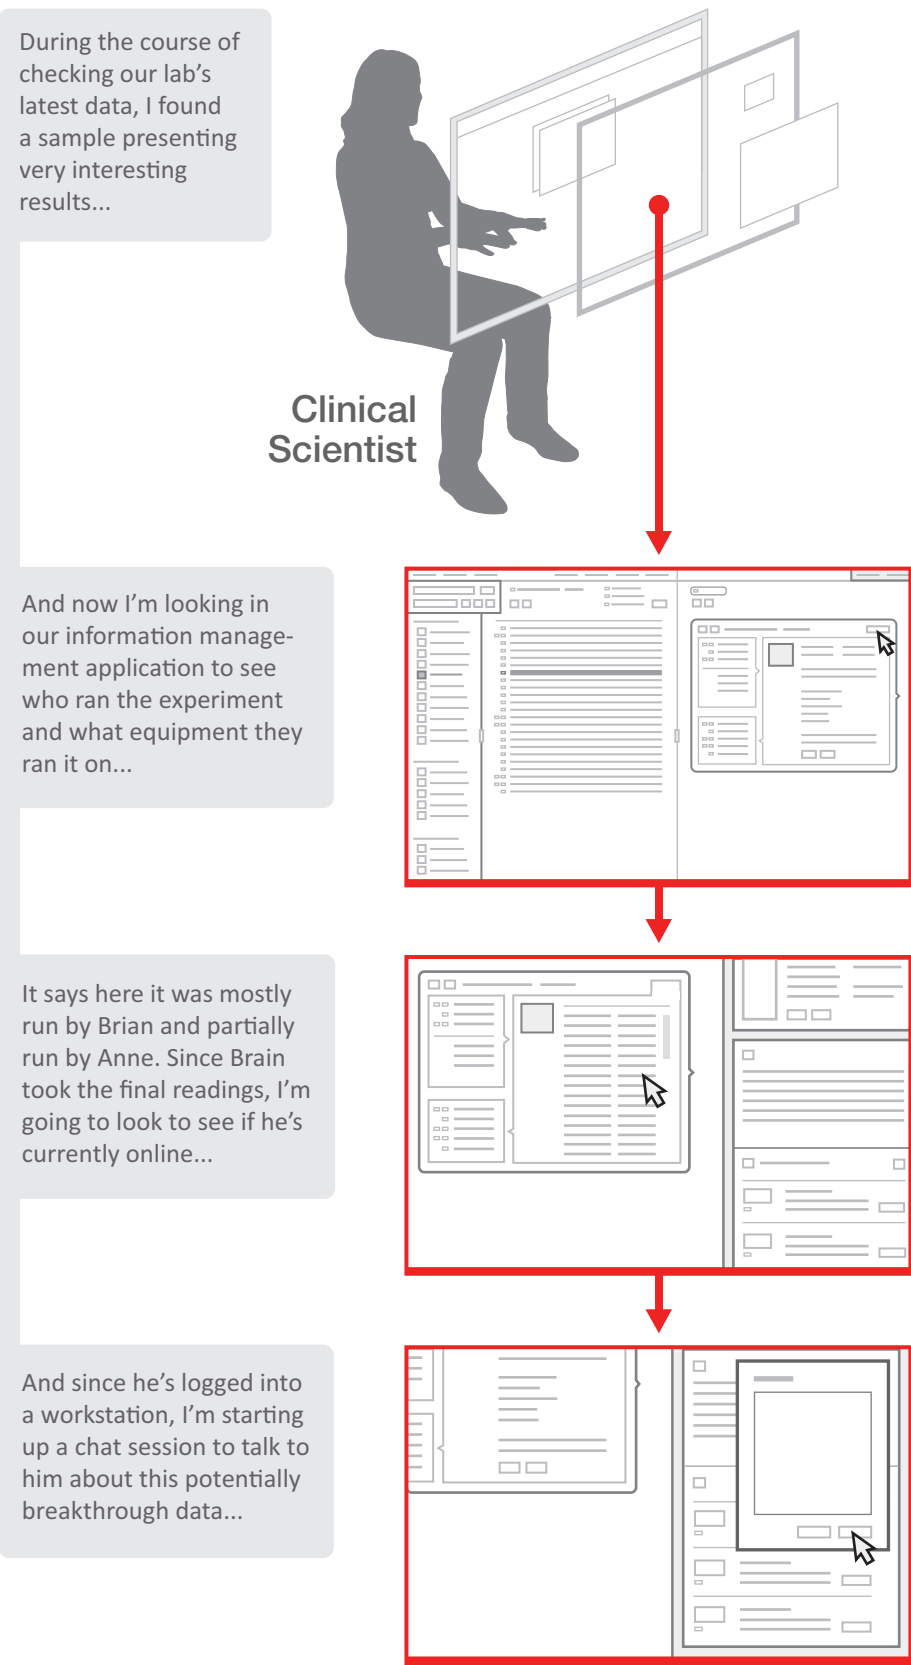 During the course of
checking our lab's
latest data, I found
a sample presenting
very interesting
results...
Clinical
Scientist
And now I'm looking in
our information manage-
ment application to see
who ran the experiment
and what equipment they
ran it on...
It says here it was mostly
run by Brian and partially
run by Anne. Since Brain
took the final readings, I'm
going to look to see if he's
currently online...
And since he's logged into
a workstation, I'm starting
up a chat session to talk to
him about this potentially
breakthrough data...